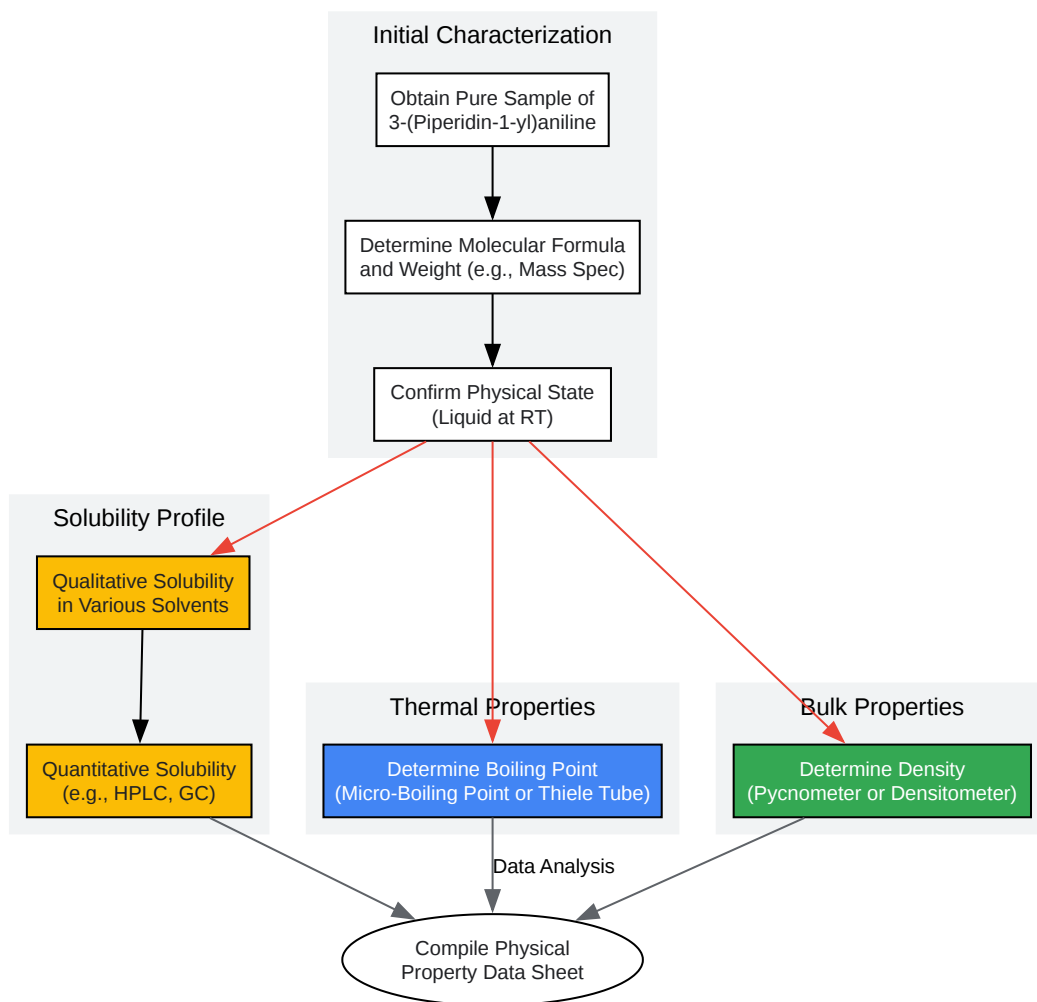 Initial Characterization
Obtain Pure Sample of
3-(Piperidin-1-yl)aniline
Determine Molecular Formula
and Weight (e.g., Mass Spec)
Confirm Physical State
(Liquid at RT)
Solubility Profile
Qualitative Solubility
in Various Solvents
Quantitative Solubility
(e.g., HPLC, GC)
Thermal Properties
Determine Boiling Point
(Micro-Boiling Point or Thiele Tube)
Bulk Properties
Determine Density
(Pycnometer or Densitometer)
Data Analysis
Compile Physical
Property Data Sheet